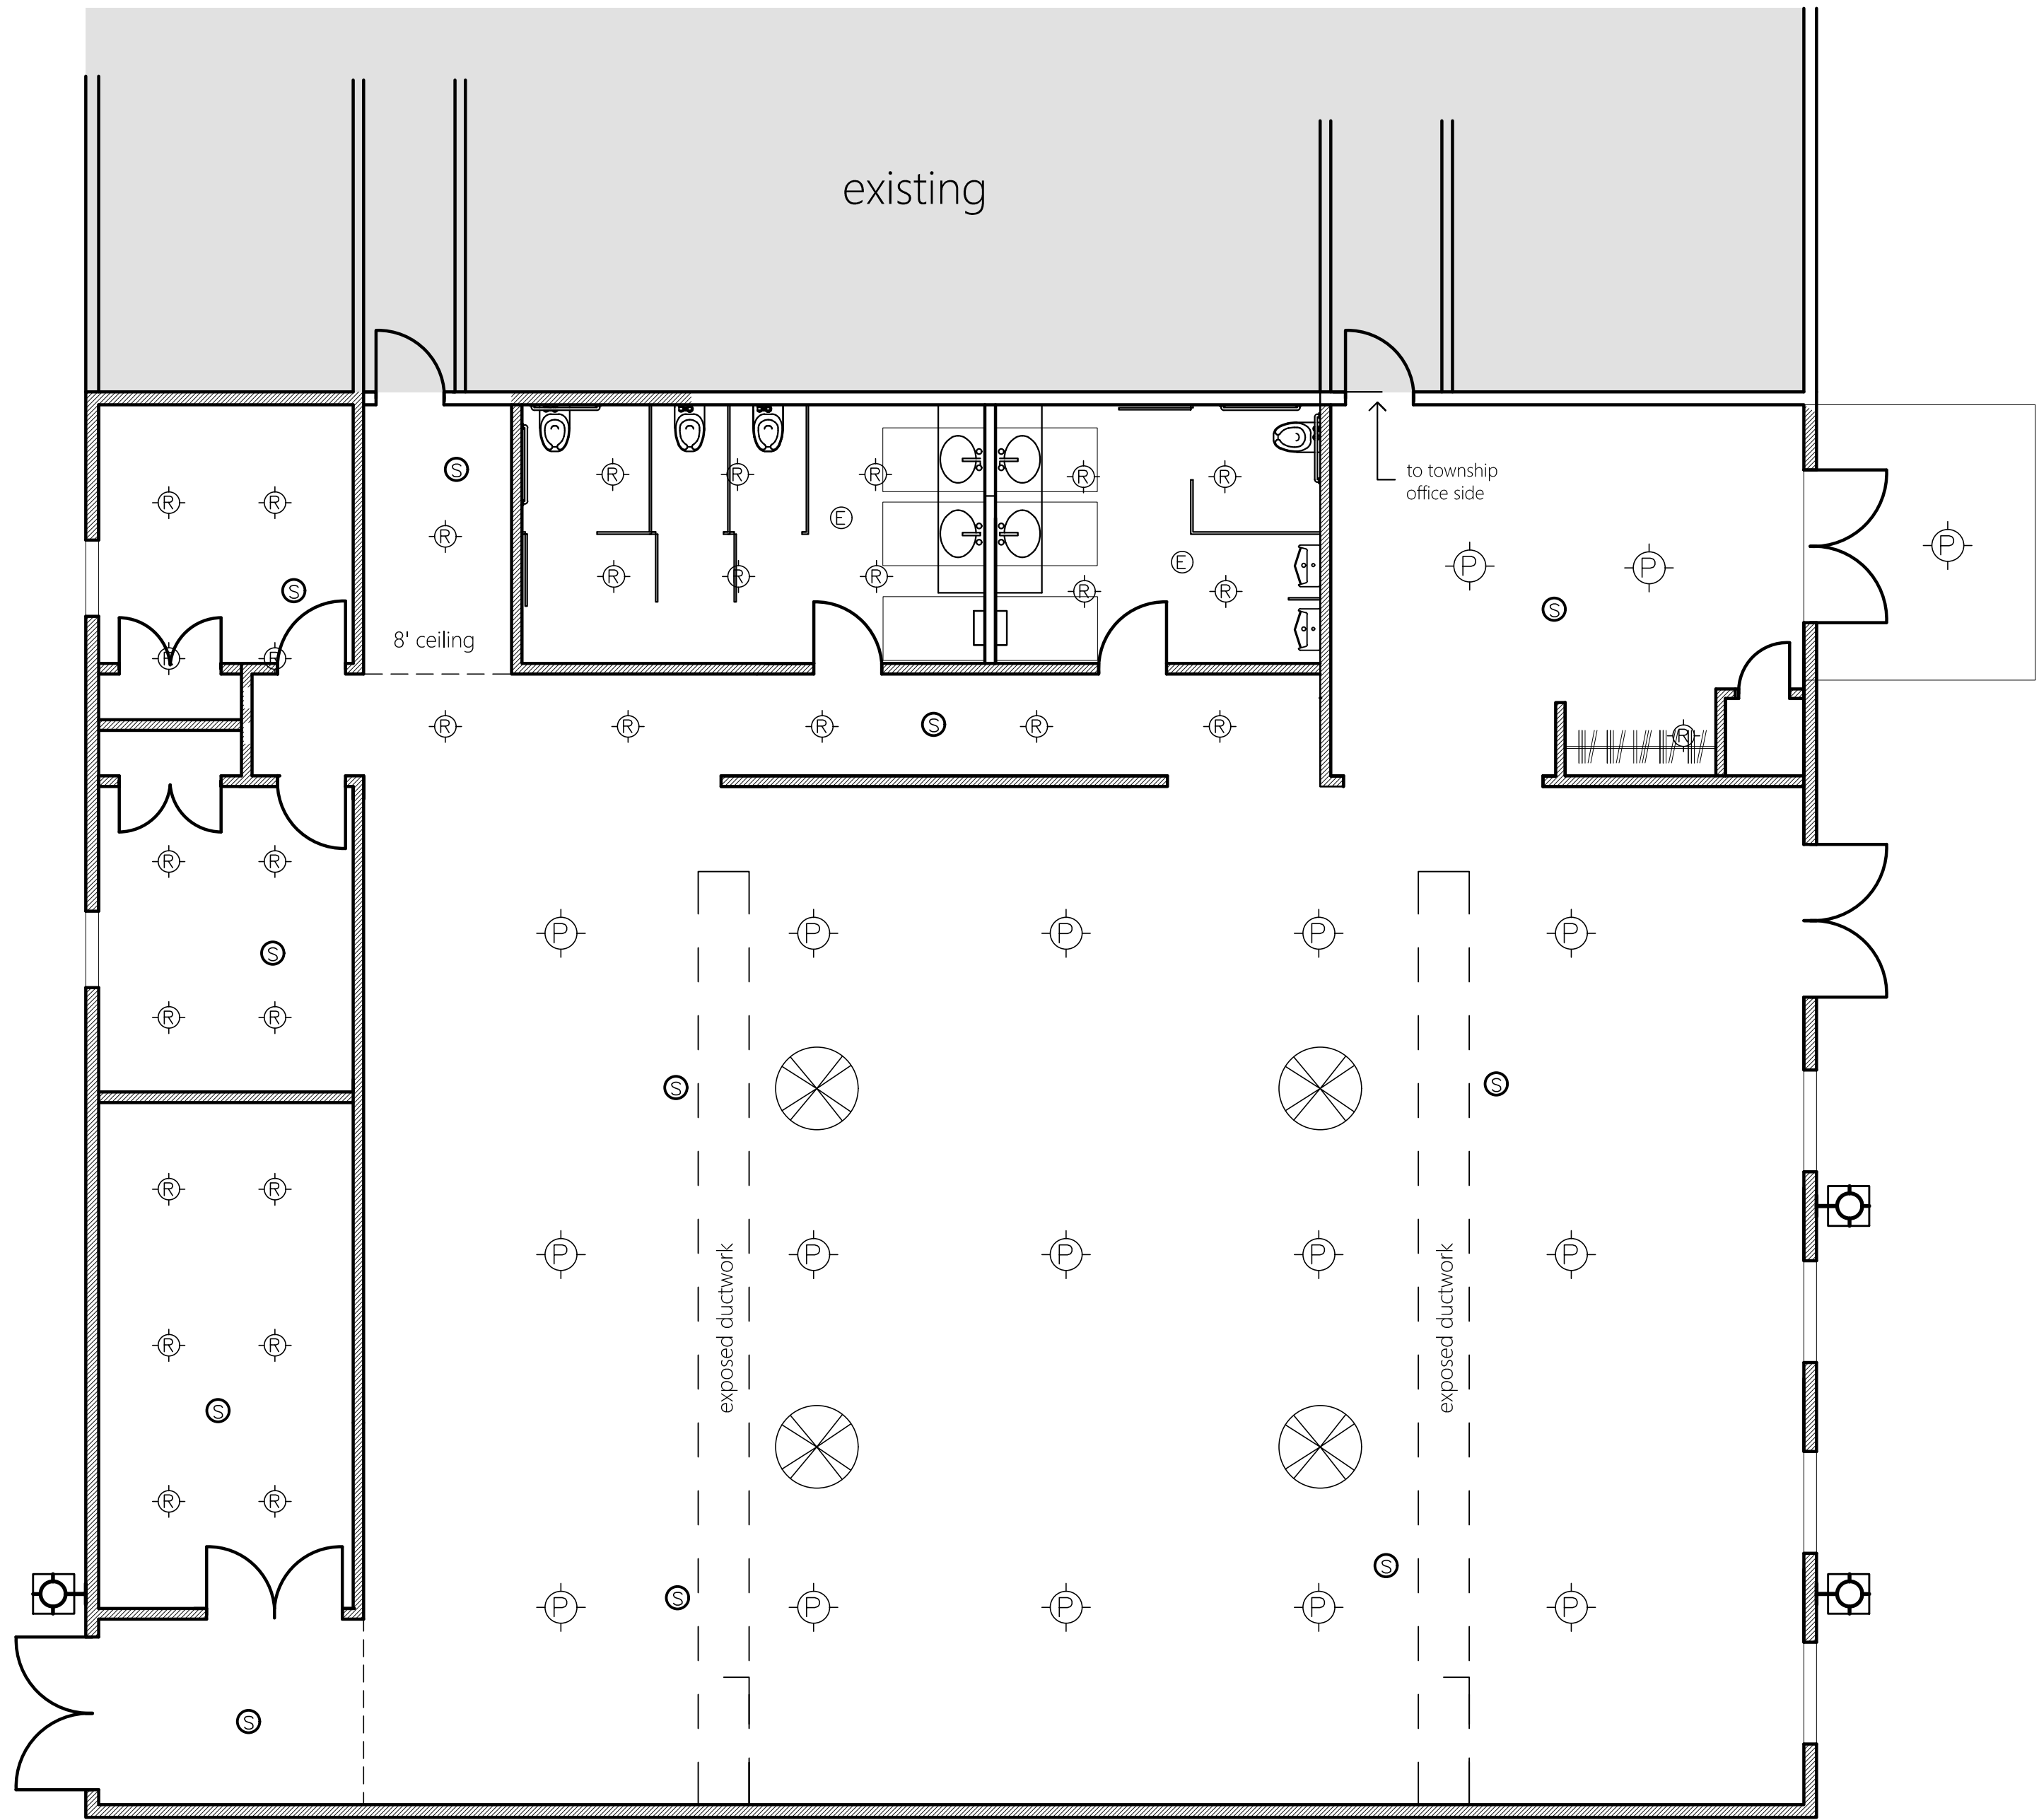 existing
S
R R R R R
to township
office side
R R
E
R
P
E
P P
R R R
S
R R
S
8' ceiling
R R
R R R S R R
R
R R
P P P P P
S
R R
S S
R R
P P P P P
exposed ductwork
exposed ductwork
R R
S
R R
S
S
P P P P P
S